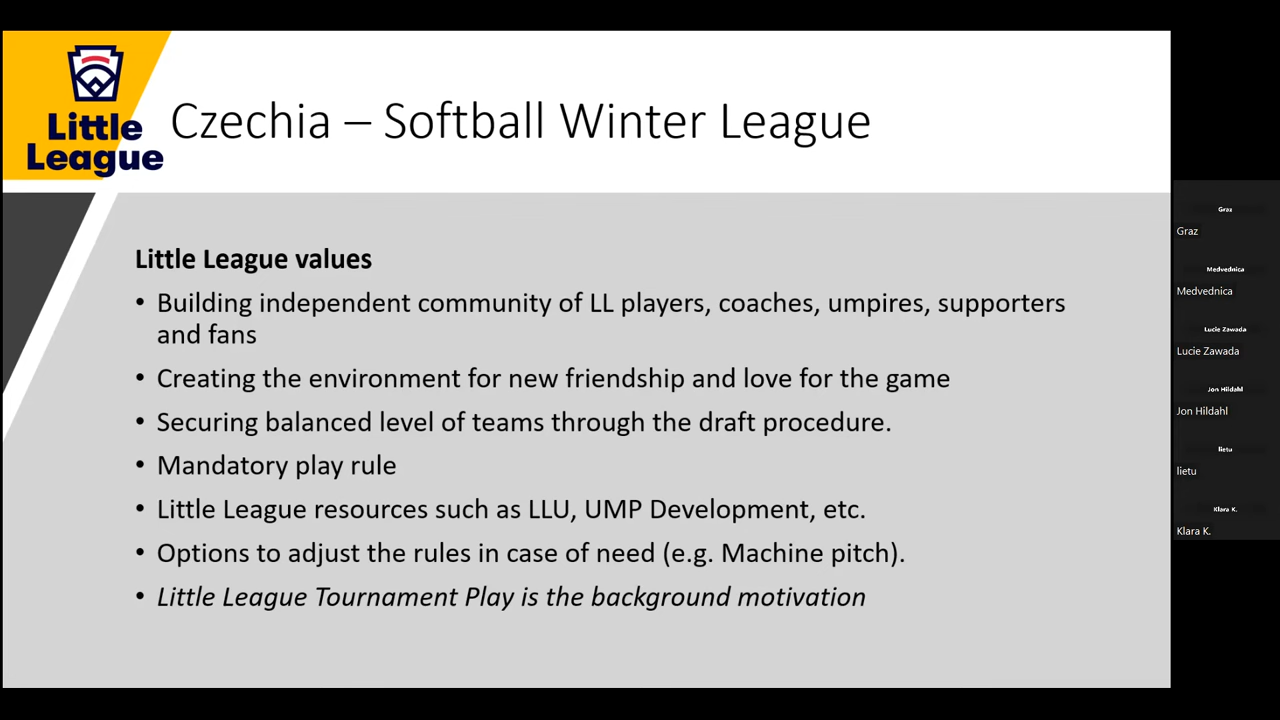 Little
League
Czechia – Softball Winter League
Little League values
• Building independent community of LL players, coaches, umpires, supporters
and fans
• Creating the environment for new friendship and love for the game
• Securing balanced level of teams through the draft procedure.
• Mandatory play rule
• Little League resources such as LLU, UMP Development, etc.
• Options to adjust the rules in case of need (e.g. Machine pitch).
• Little League Tournament Play is the background motivation
Graz
Graz
Medvednica
Medvednica
Lucie Zawada
Lucie Zawada
Jon Hildahl
Jon Hildahl
lietu
lietu
Klara K.
Klara K.